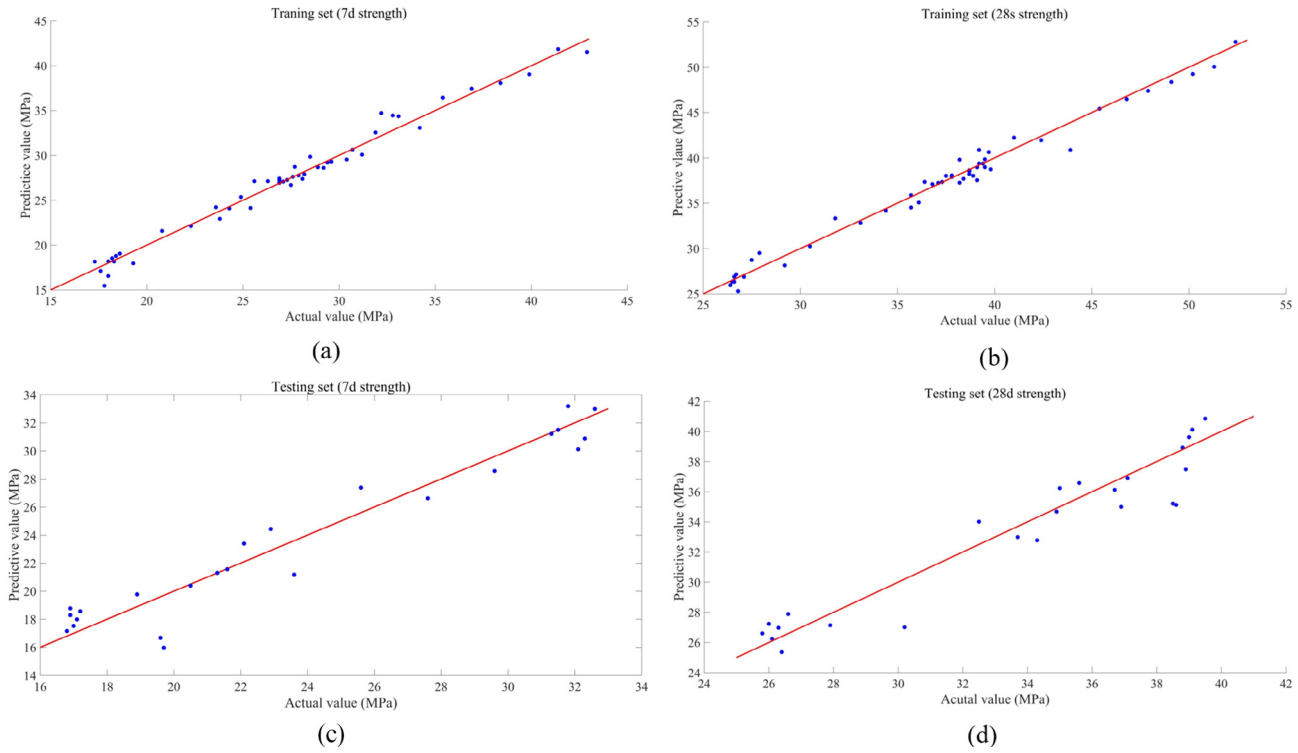 Traning set (7d strength)
45
40
35
30
25
20
15
Predictice value (MPa)
15 20 25 30 35 40 45
Actual value (MPa)
(a)
Training set (28s strength)
55
50
45
40
35
30
25
Prective vlaue (MPa)
25 30 35 40 45 50 55
Actual value (MPa)
(b)
Testing set (7d strength)
34
32
30
28
26
24
22
20
18
16
14
Predictive value (MPa)
16 18 20 22 24 26 28 30 32 34
Actual value (MPa)
(c)
Testing set (28d strength)
42
40
38
36
34
32
30
28
26
24
Predictive value (MPa)
24 26 28 30 32 34 36 38 40 42
Acutal value (MPa)
(d)